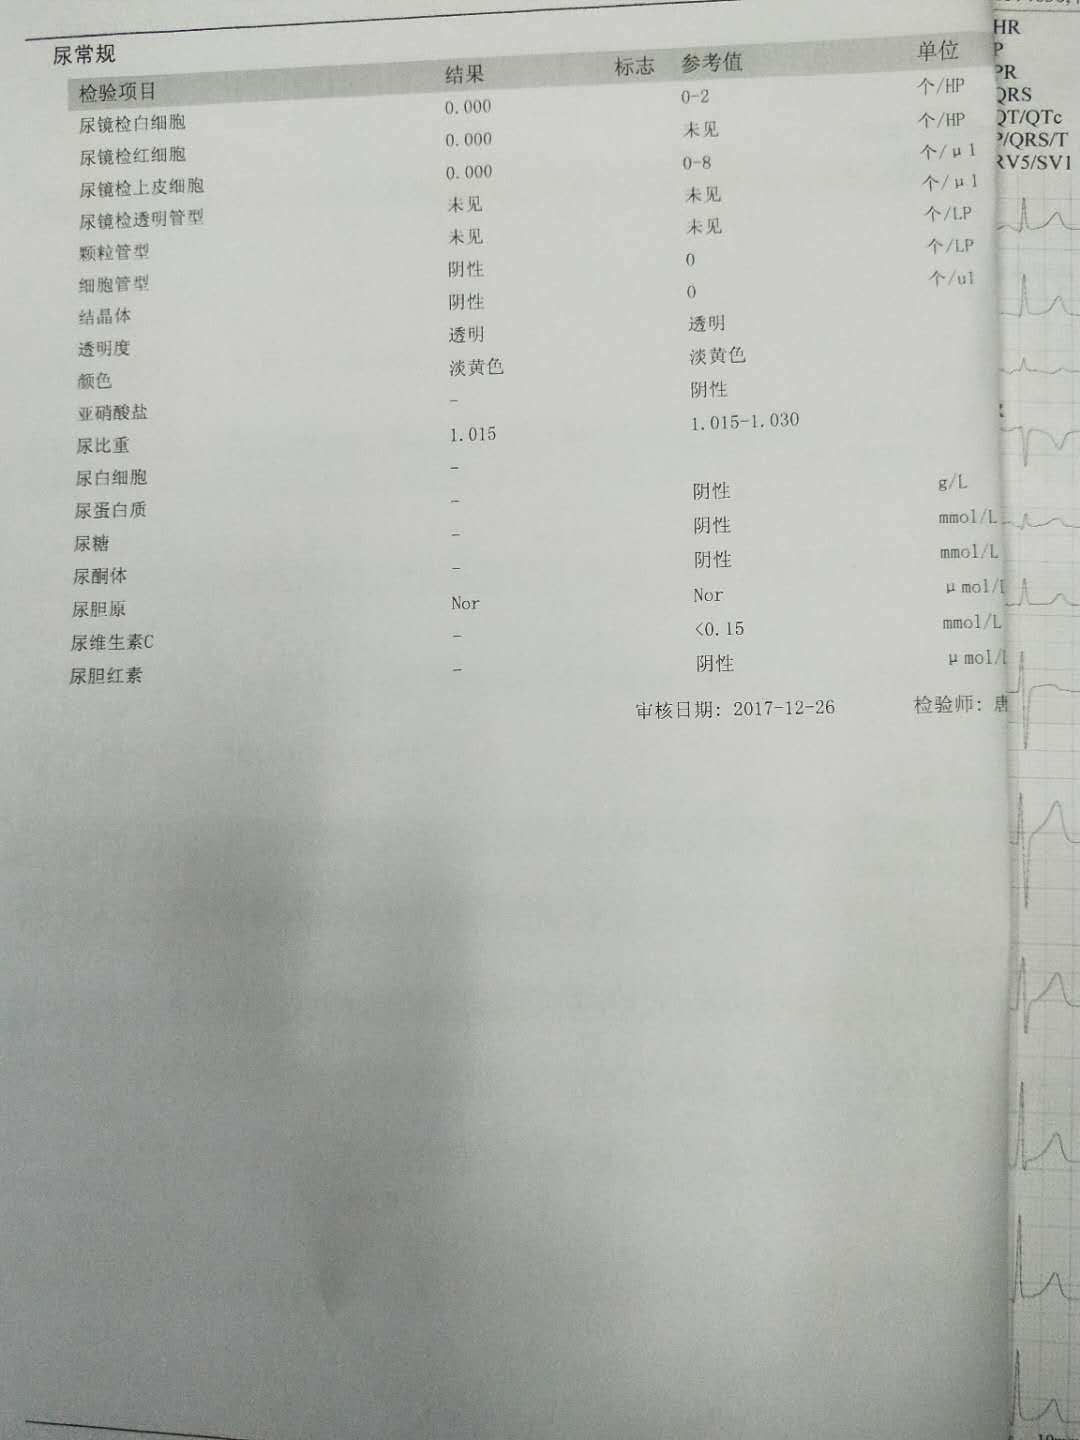 尿常规
检验项目 结果 标志 参考值 单位
尿镜检白细胞 0.000 0-2 个/HP
尿镜检红细胞 0.000 未见 个/HP
尿镜检上皮细胞 0.000 0-8 个/μl
尿镜检透明管型 未见 未见 个/μl
颗粒管型 未见 未见 个/LP
细胞管型 阴性 0 个/LP
结晶体 阴性 0 个/ul
透明度 透明 透明
颜色 淡黄色 淡黄色
亚硝酸盐 - 阴性
尿比重 1.015 1.015-1.030
尿白细胞 -
尿蛋白质 - 阴性 g/L
尿糖 - 阴性 mmol/L
尿酮体 - 阴性 mmol/L
尿胆原 Nor Nor μmol/L
尿维生素C - <0.15 mmol/L
尿胆红素 - 阴性 μmol/L
审核日期: 2017-12-26 检验师: 唐
HR
P
PR
QRS
QT/QTc
P/QRS/T
RV5/SV1